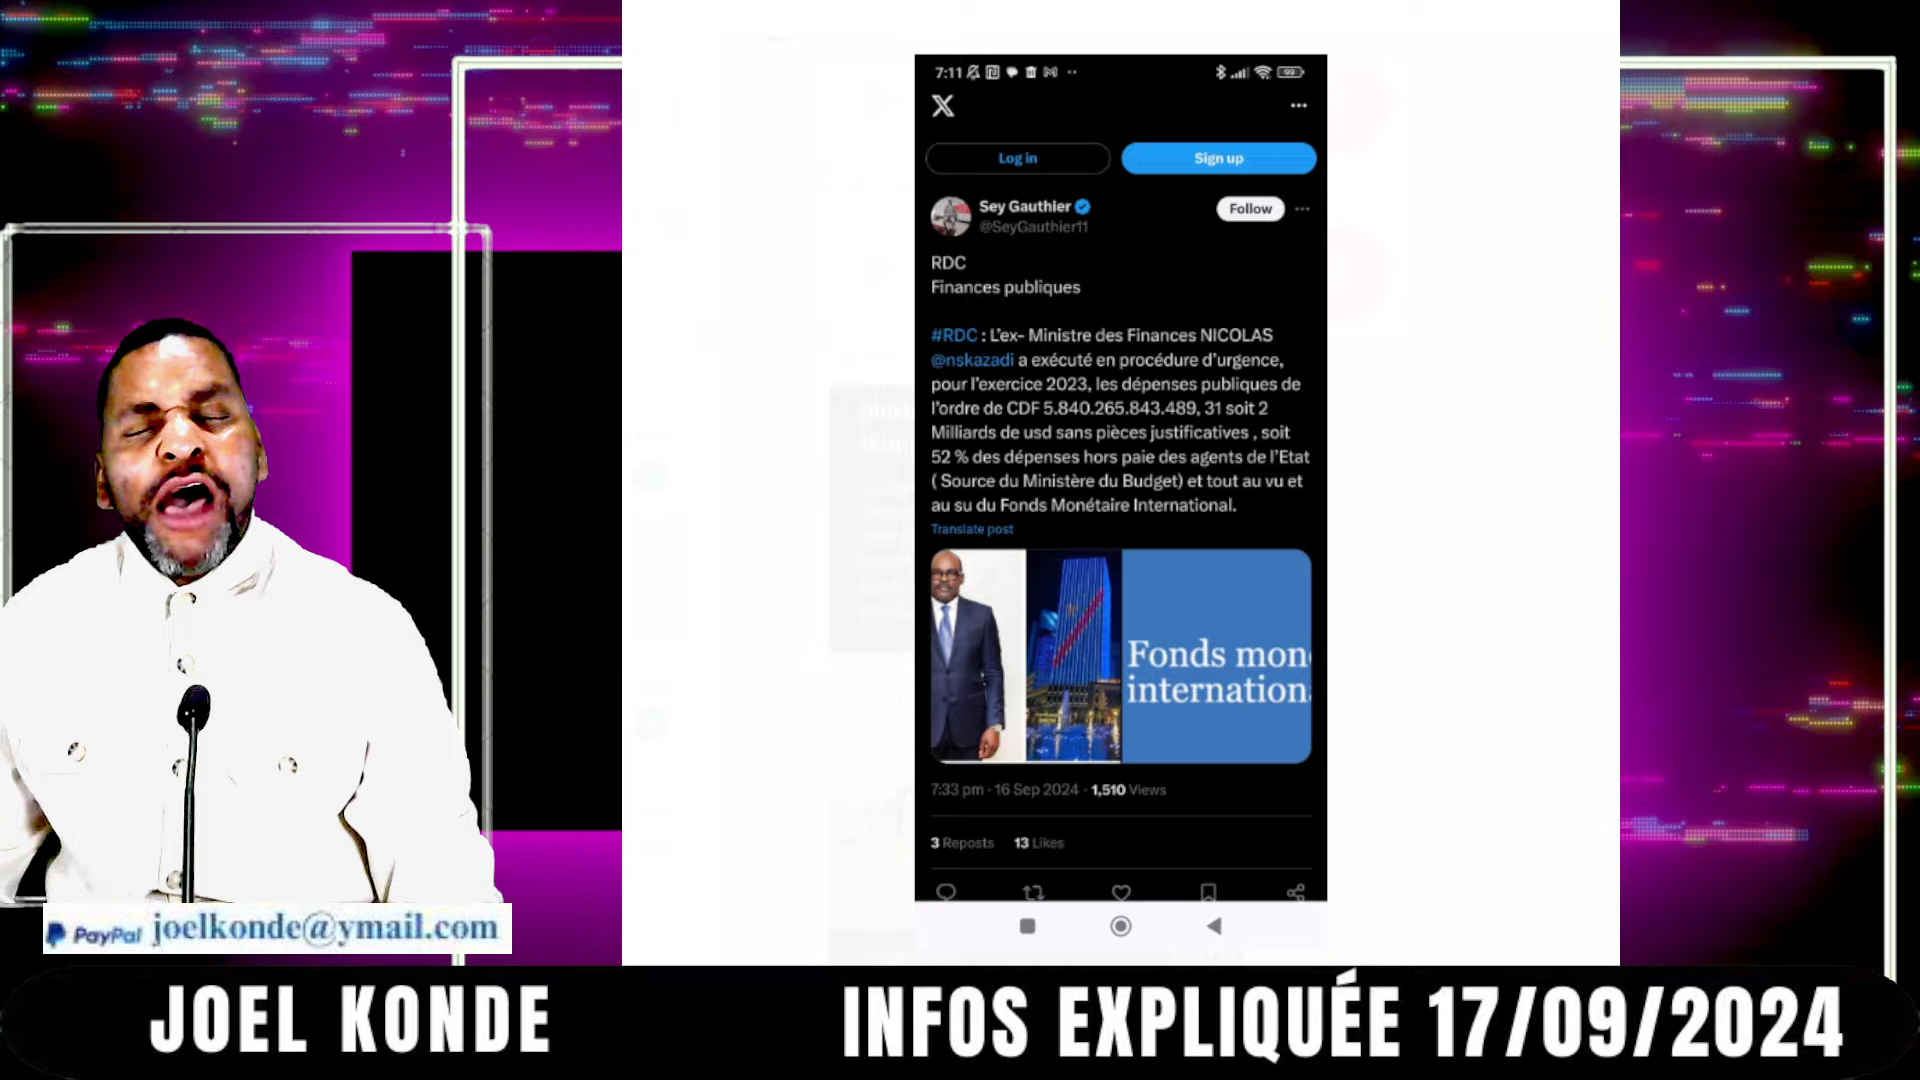 7:11
99
X
Log in
Sign up
Sey Gauthier
Follow
@SeyGauthier11
RDC
Finances publiques
#RDC : L'ex- Ministre des Finances NICOLAS
@nskazadi a exécuté en procédure d'urgence,
pour l'exercice 2023, les dépenses publiques de
l'ordre de CDF 5.840.265.843.489, 31 soit 2
Milliards de usd sans pièces justificatives , soit
52 % des dépenses hors paie des agents de l'Etat
( Source du Ministère du Budget) et tout au vu et
au su du Fonds Monétaire International.
Translate post
Fonds mon
internation
7:33 pm · 16 Sep 2024 · 1,510 Views
3 Reposts 13 Likes
PayPal joelkonde@ymail.com
JOEL KONDE
INFOS EXPLIQUÉE 17/09/2024